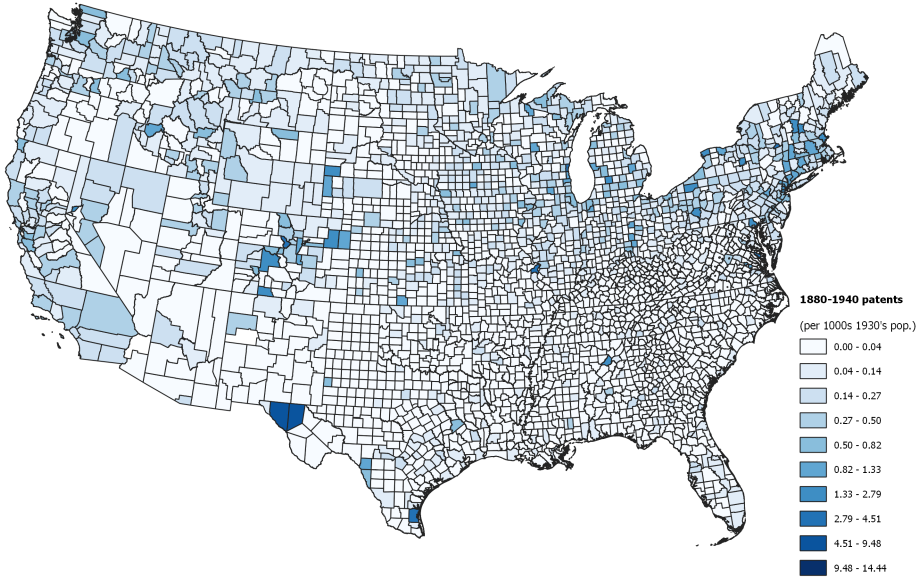 1880-1940 patents
(per 1000s 1930's pop.)
0.00 - 0.04
0.04 - 0.14
0.14 - 0.27
0.27 - 0.50
0.50 - 0.82
0.82 - 1.33
1.33 - 2.79
2.79 - 4.51
4.51 - 9.48
9.48 - 14.44